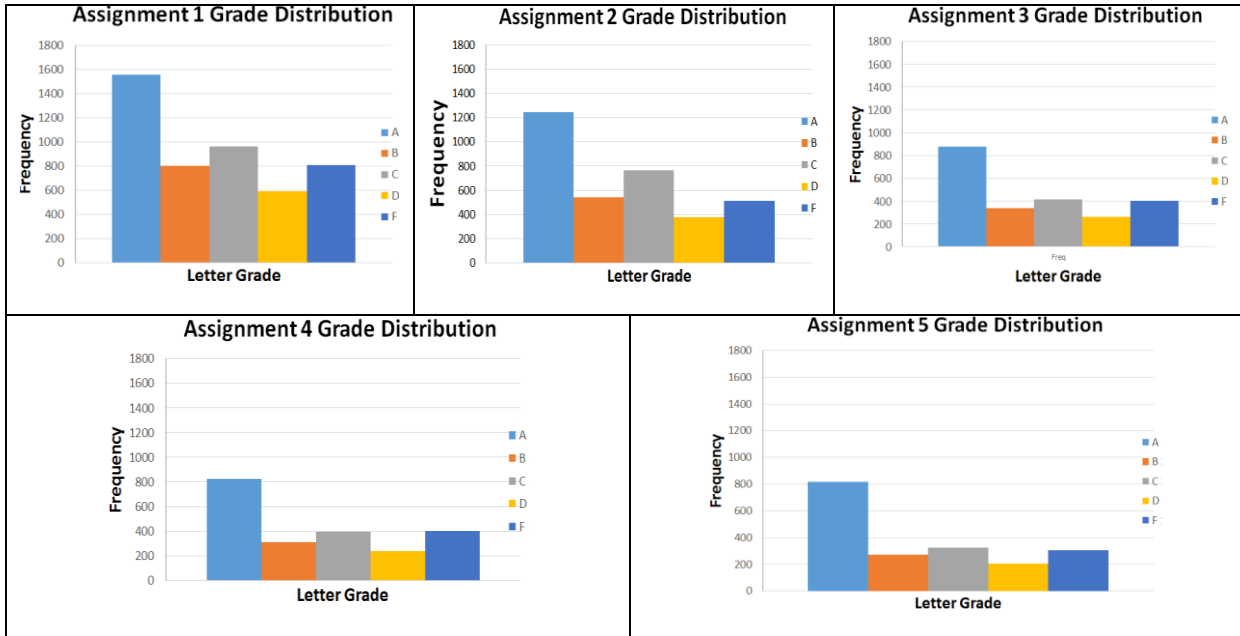 Assignment 1 Grade Distribution
1800
1600
1400
1200
1000
800
600
400
200
0
Frequency
Letter Grade
A
B
C
D
F
Assignment 2 Grade Distribution
1800
1600
1400
1200
1000
800
600
400
200
0
Frequency
Letter Grade
A
B
C
D
F
Assignment 3 Grade Distribution
1800
1600
1400
1200
1000
800
600
400
200
0
Frequency
Freq
Letter Grade
A
B
C
D
F
Assignment 4 Grade Distribution
1800
1600
1400
1200
1000
800
600
400
200
0
Frequency
Letter Grade
A
B
C
D
F
Assignment 5 Grade Distribution
1800
1600
1400
1200
1000
800
600
400
200
0
Frequency
Letter Grade
A
B
C
D
F